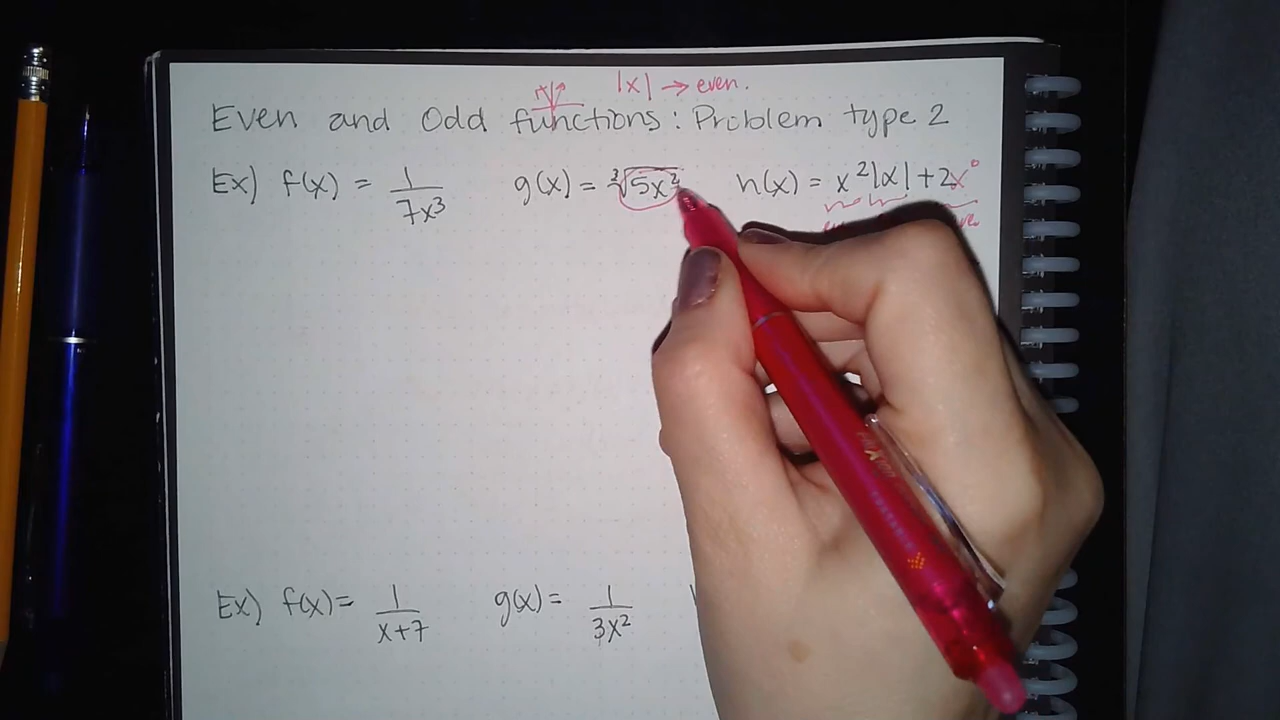 |x| → even.
Even and Odd functions: Problem type 2
Ex) f(x) = 1/7x³ g(x) = ³√5x² h(x) = x²|x| + 2x⁰
Ex) f(x) = 1/x+7 g(x) = 1/3x²